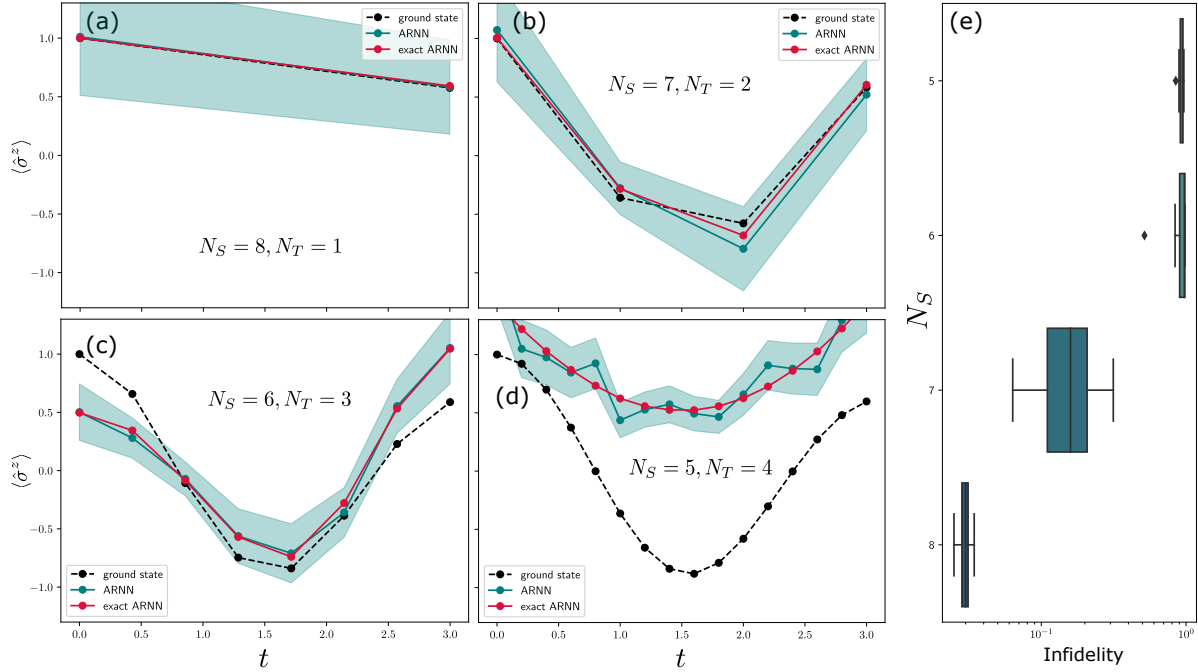 (a)
ground state
ARNN
exact ARNN
1.0
0.5
0.0
−0.5
−1.0
⟨σ̂ᶻ⟩
N_S = 8, N_T = 1
(b)
ground state
ARNN
exact ARNN
N_S = 7, N_T = 2
(c)
1.0
0.5
0.0
−0.5
−1.0
⟨σ̂ᶻ⟩
N_S = 6, N_T = 3
ground state
ARNN
exact ARNN
0.0 0.5 1.0 1.5 2.0 2.5 3.0
t
(d)
N_S = 5, N_T = 4
ground state
ARNN
exact ARNN
0.0 0.5 1.0 1.5 2.0 2.5 3.0
t
(e)
5
6
7
8
N_S
10⁻¹ 10⁰
Infidelity